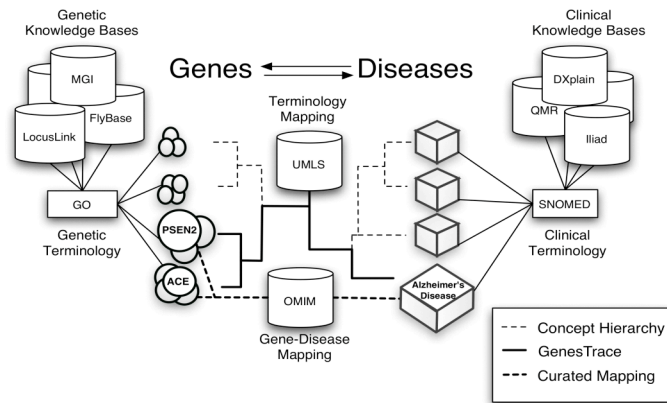 Genetic
Knowledge Bases
Clinical
Knowledge Bases
MGI
FlyBase
LocusLink
Genes
Diseases
DXplain
QMR
Iliad
Terminology
Mapping
UMLS
GO
Genetic
Terminology
SNOMED
Clinical
Terminology
PSEN2
ACE
OMIM
Gene-Disease
Mapping
Alzheimer's
Disease
Concept Hierarchy
GenesTrace
Curated Mapping